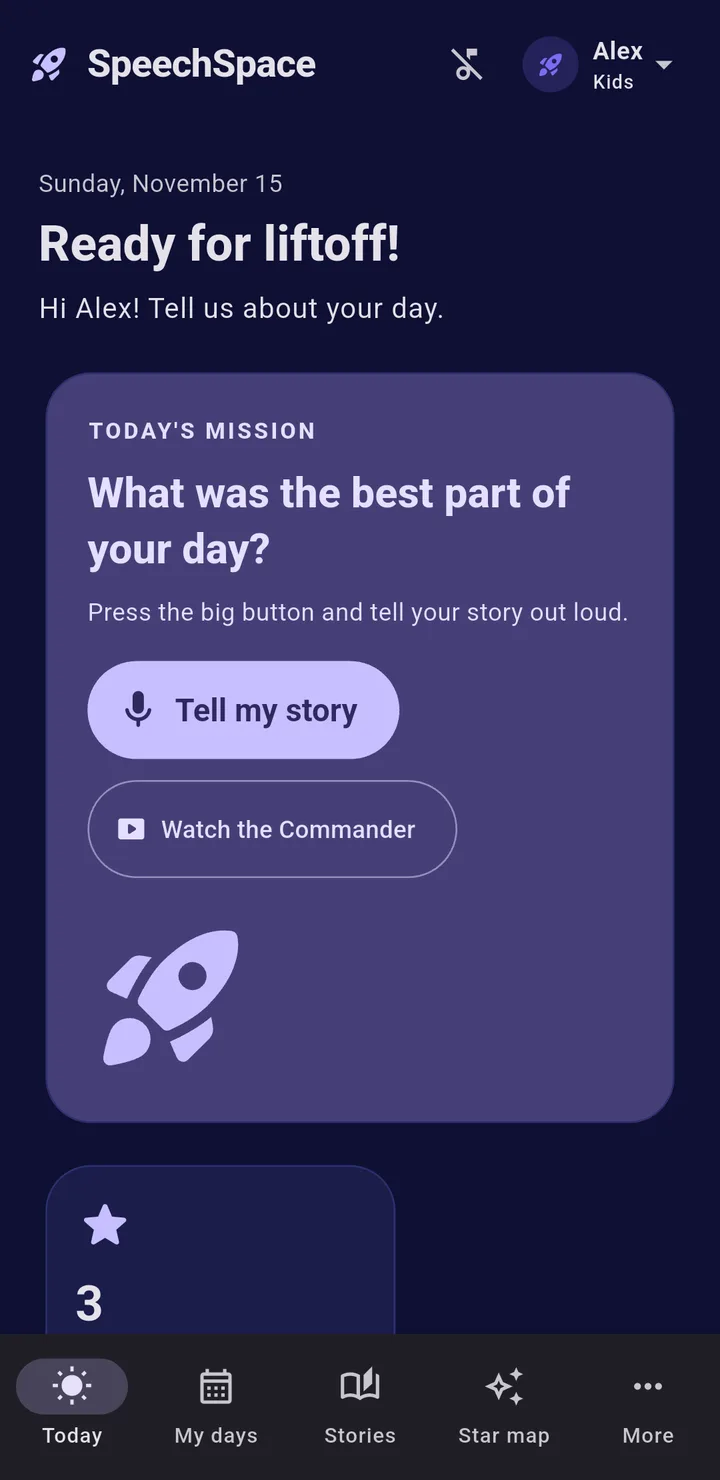 SpeechSpace
Alex
Kids
Sunday, November 15
Ready for liftoff!
Hi Alex! Tell us about your day.
TODAY'S MISSION
What was the best part of
your day?
Press the big button and tell your story out loud.
Tell my story
Watch the Commander
3
Today
My days
Stories
Star map
More